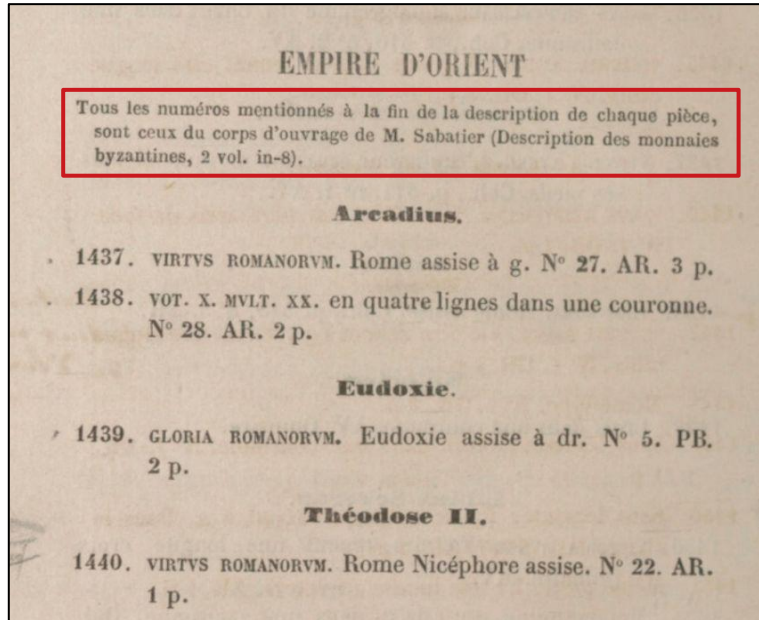 EMPIRE D'ORIENT
Tous les numéros mentionnés à la fin de la description de chaque pièce,
sont ceux du corps d'ouvrage de M. Sabatier (Description des monnaies
byzantines, 2 vol. in-8).
Arcadius.
1437. VIRTVS ROMANORVM. Rome assise à g. N° 27. AR. 3 p.
1438. VOT. X. MVLT. XX. en quatre lignes dans une couronne.
N° 28. AR. 2 p.
Eudoxie.
1439. GLORIA ROMANORVM. Eudoxie assise à dr. N° 5. PB.
2 p.
Théodose II.
1440. VIRTVS ROMANORVM. Rome Nicéphore assise. N° 22. AR.
1 p.